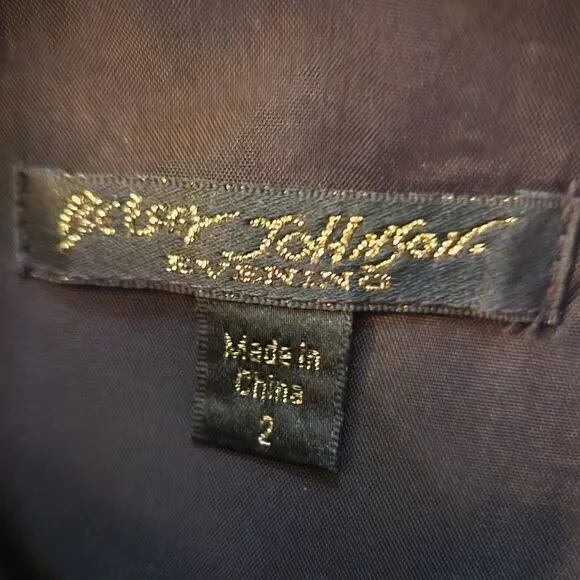 Betsey Johnson.
EVENING
Made in
China
2